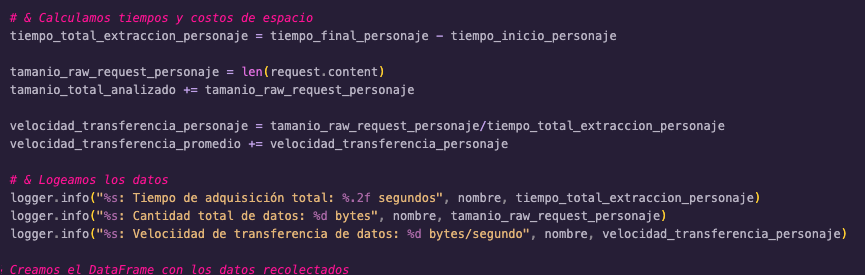 # & Calculamos tiempos y costos de espacio
tiempo_total_extraccion_personaje = tiempo_final_personaje - tiempo_inicio_personaje
tamanio_raw_request_personaje = len(request.content)
tamanio_total_analizado += tamanio_raw_request_personaje
velocidad_transferencia_personaje = tamanio_raw_request_personaje/tiempo_total_extraccion_personaje
velocidad_transferencia_promedio += velocidad_transferencia_personaje
# & Logeamos los datos
logger.info("%s: Tiempo de adquisición total: %.2f segundos", nombre, tiempo_total_extraccion_personaje)
logger.info("%s: Cantidad total de datos: %d bytes", nombre, tamanio_raw_request_personaje)
logger.info("%s: Velociidad de transferencia de datos: %d bytes/segundo", nombre, velocidad_transferencia_personaje)
Creamos el DataFrame con los datos recolectados